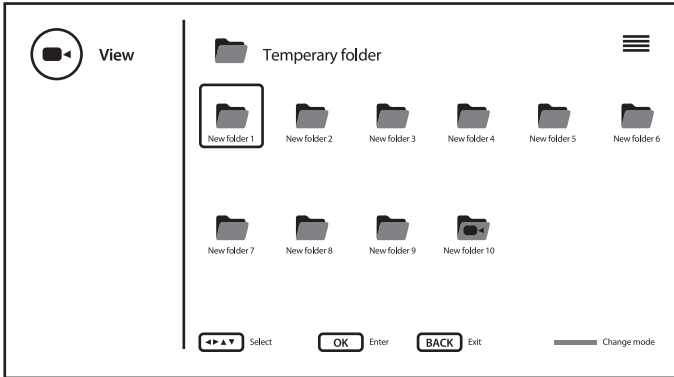 View
Temperary folder
New folder 1 New folder 2 New folder 3 New folder 4 New folder 5 New folder 6
New folder 7 New folder 8 New folder 9 New folder 10
Select OK Enter BACK Exit Change mode